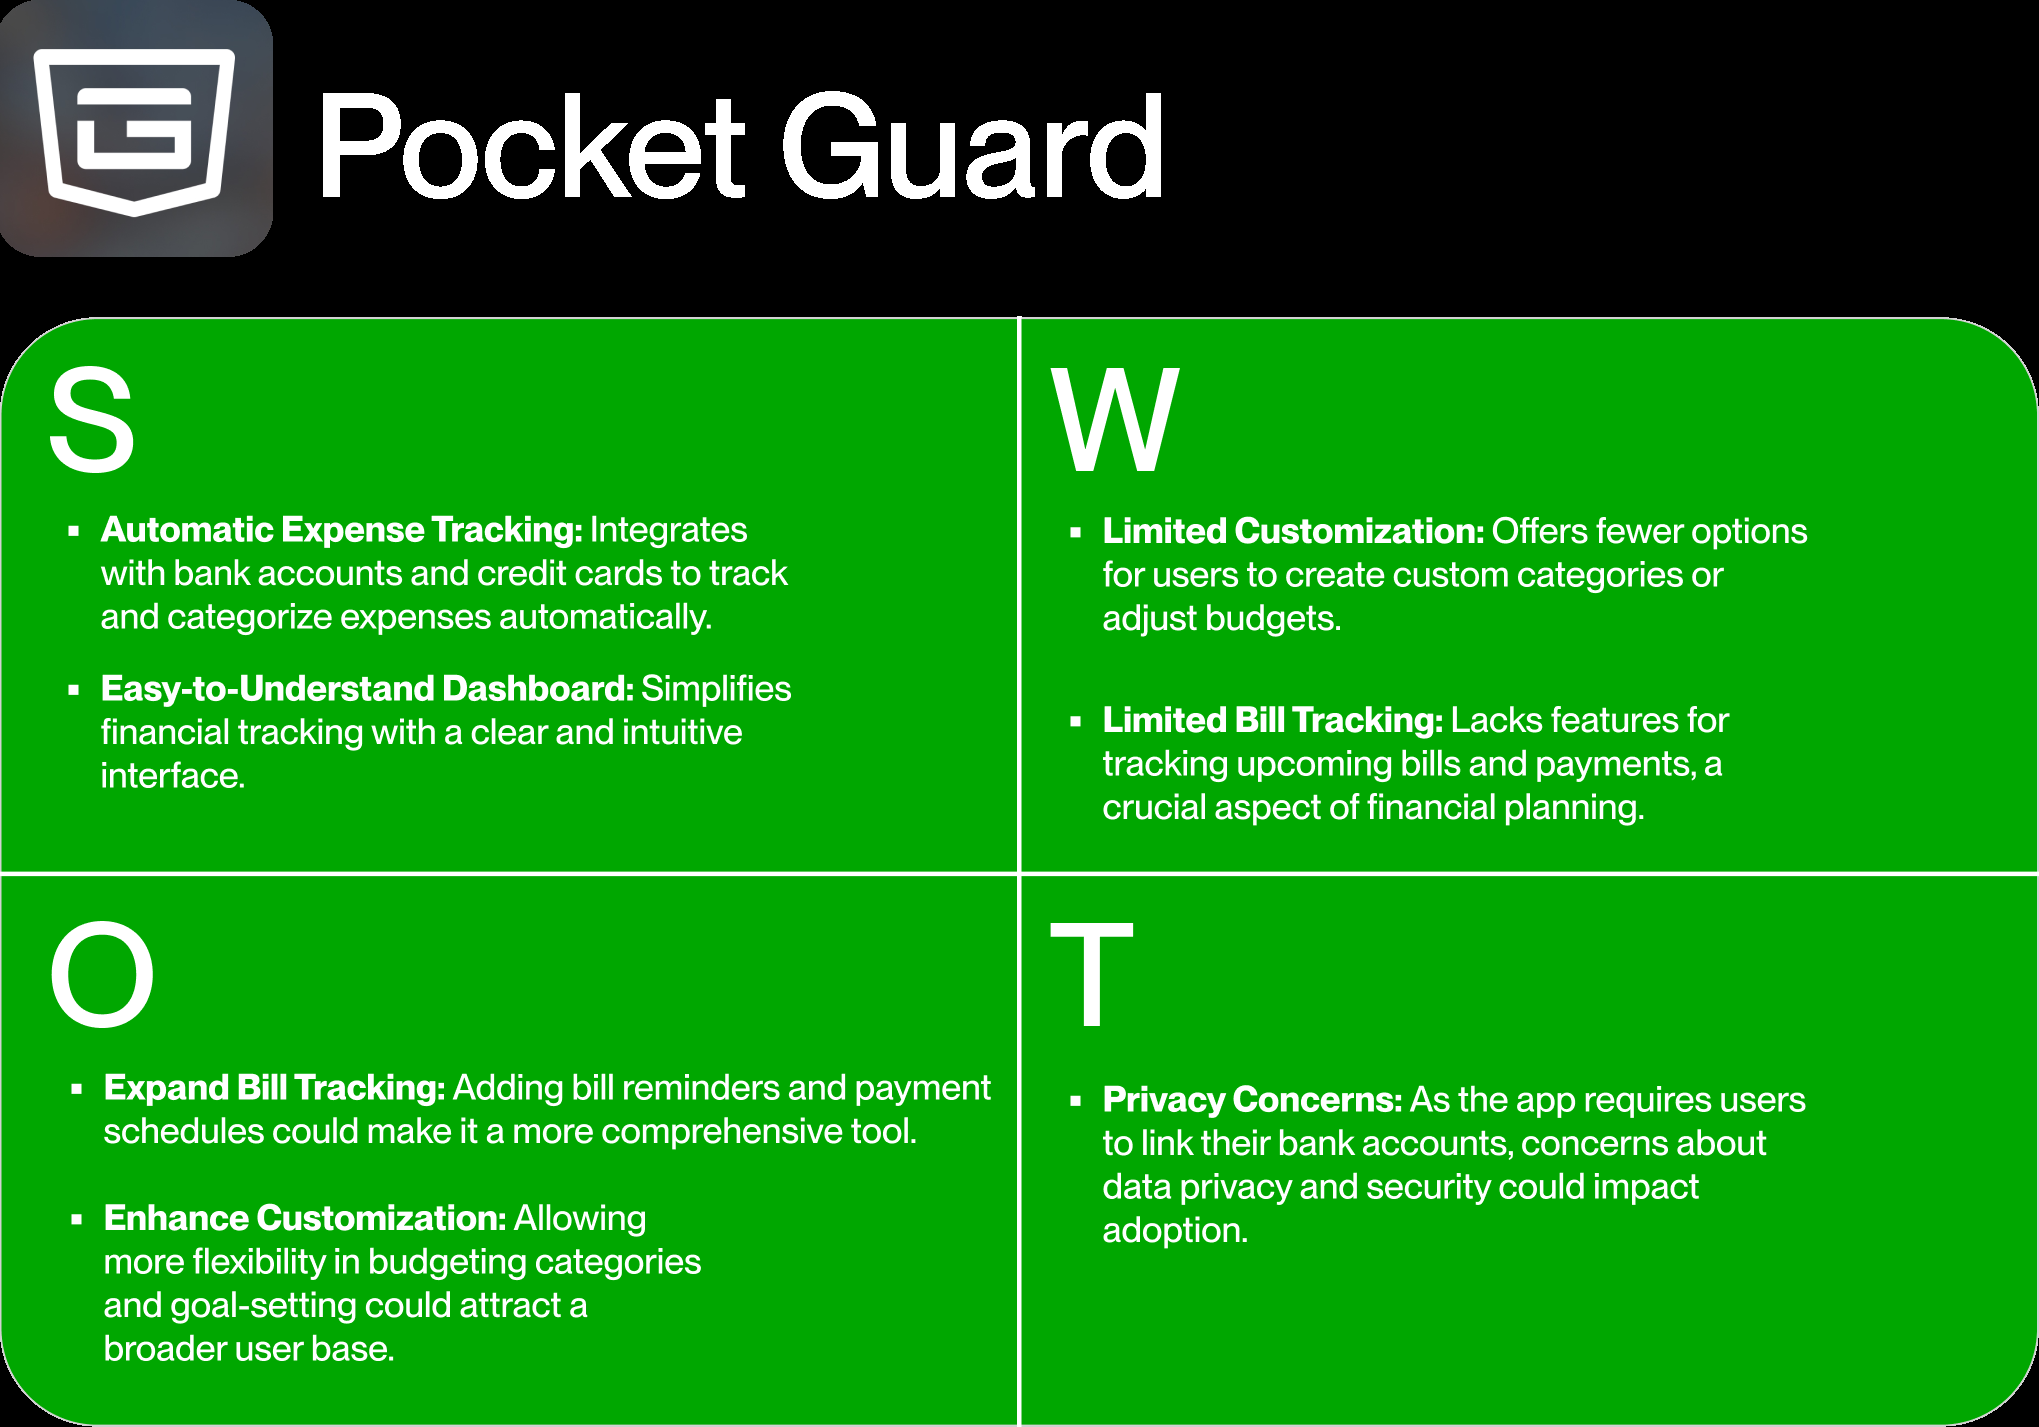 G
Pocket Guard
S
▪ Automatic Expense Tracking: Integrates
with bank accounts and credit cards to track
and categorize expenses automatically.
▪ Easy-to-Understand Dashboard: Simplifies
financial tracking with a clear and intuitive
interface.
W
▪ Limited Customization: Offers fewer options
for users to create custom categories or
adjust budgets.
▪ Limited Bill Tracking: Lacks features for
tracking upcoming bills and payments, a
crucial aspect of financial planning.
O
▪ Expand Bill Tracking: Adding bill reminders and payment
schedules could make it a more comprehensive tool.
▪ Enhance Customization: Allowing
more flexibility in budgeting categories
and goal-setting could attract a
broader user base.
T
▪ Privacy Concerns: As the app requires users
to link their bank accounts, concerns about
data privacy and security could impact
adoption.